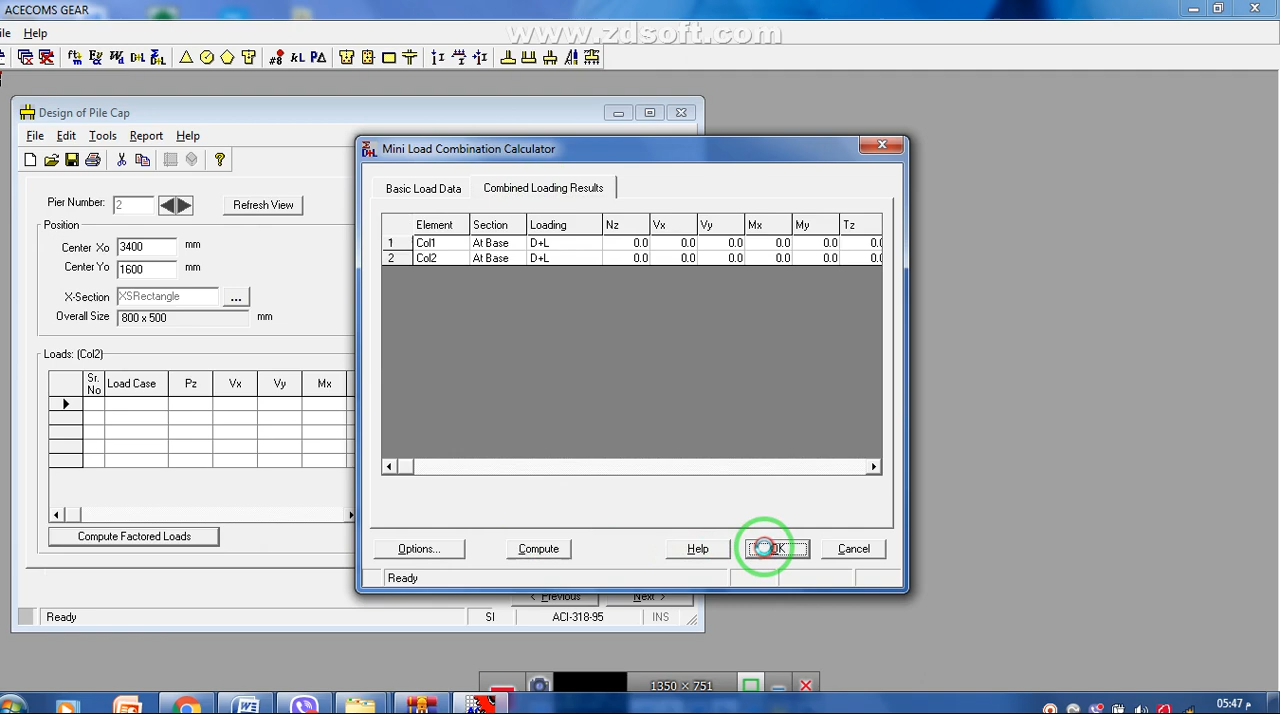 ACECOMS GEAR
www.zdsoft.com
ile Help
Design of Pile Cap
File Edit Tools Report Help
Pier Number: 2 Refresh View
Position
Center Xo 3400 mm
Center Yo 1600 mm
X-Section XSRectangle ...
Overall Size 800 x 500 mm
Loads: (Col2)
Sr. No Load Case Pz Vx Vy Mx
Compute Factored Loads
< Previous Next >
Ready SI ACI-318-95 INS
Mini Load Combination Calculator
Basic Load Data Combined Loading Results
Element Section Loading Nz Vx Vy Mx My Tz
1 Col1 At Base D+L 0.0 0.0 0.0 0.0 0.0 0.0
2 Col2 At Base D+L 0.0 0.0 0.0 0.0 0.0 0.0
Options... Compute Help OK Cancel
Ready
1350 × 751
05:47 م